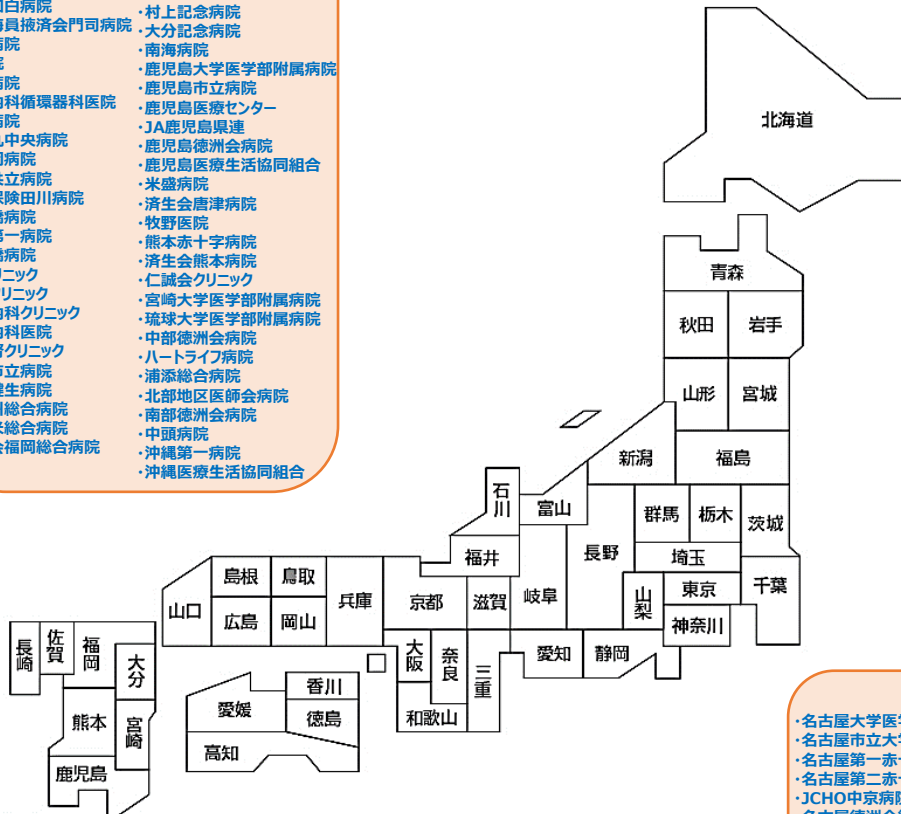 白病院
員掖済会門司病院
病院
院
病院
内科循環器科医院
病院
中央病院
病院
立病院
保険田川病院
病院
第一病院
病院
リニック
リニック
内科クリニック
内科医院
クリニック
市立病院
健生病院
総合病院
総合病院
会福岡総合病院
・村上記念病院
・大分記念病院
・南海病院
・鹿児島大学医学部附属病院
・鹿児島市立病院
・鹿児島医療センター
・JA鹿児島県連
・鹿児島徳洲会病院
・鹿児島医療生活協同組合
・米盛病院
・済生会唐津病院
・牧野医院
・熊本赤十字病院
・済生会熊本病院
・仁誠会クリニック
・宮崎大学医学部附属病院
・琉球大学医学部附属病院
・中部徳洲会病院
・ハートライフ病院
・浦添総合病院
・北部地区医師会病院
・南部徳洲会病院
・中頭病院
・沖縄第一病院
・沖縄医療生活協同組合
北海道
青森
秋田
岩手
山形
宮城
新潟
福島
石川
富山
群馬
栃木
茨城
福井
長野
埼玉
島根
鳥取
兵庫
京都
滋賀
岐阜
山梨
東京
千葉
山口
広島
岡山
神奈川
長崎
佐賀
福岡
大分
大阪
奈良
三重
愛知
静岡
香川
愛媛
徳島
和歌山
熊本
宮崎
高知
鹿児島
・名古屋大学医
・名古屋市立大
・名古屋第一赤
・名古屋第二赤
・JCHO中京病
・名古屋徳洲会